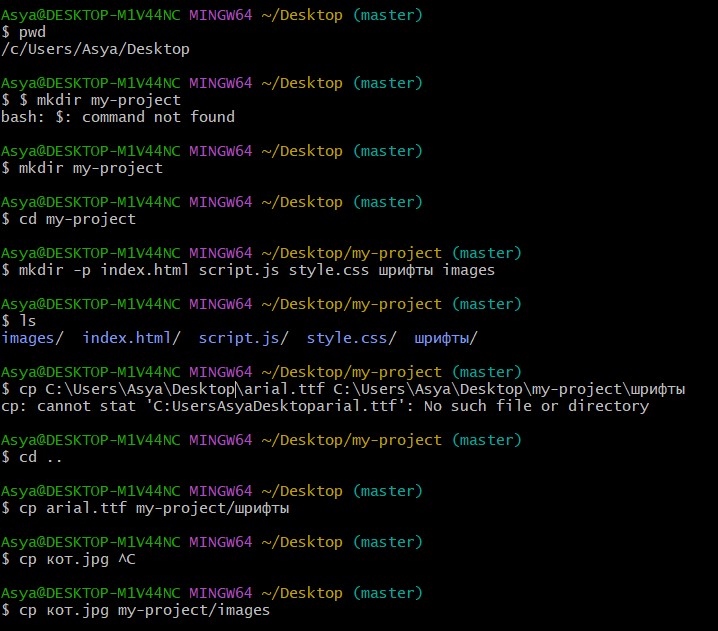 Asya@DESKTOP-M1V44NC MINGW64 ~/Desktop (master)
$ pwd
/c/Users/Asya/Desktop
Asya@DESKTOP-M1V44NC MINGW64 ~/Desktop (master)
$ $ mkdir my-project
bash: $: command not found
Asya@DESKTOP-M1V44NC MINGW64 ~/Desktop (master)
$ mkdir my-project
Asya@DESKTOP-M1V44NC MINGW64 ~/Desktop (master)
$ cd my-project
Asya@DESKTOP-M1V44NC MINGW64 ~/Desktop/my-project (master)
$ mkdir -p index.html script.js style.css шрифты images
Asya@DESKTOP-M1V44NC MINGW64 ~/Desktop/my-project (master)
$ ls
images/  index.html/  script.js/  style.css/  шрифты/
Asya@DESKTOP-M1V44NC MINGW64 ~/Desktop/my-project (master)
$ cp C:\Users\Asya\Desktop\arial.ttf C:\Users\Asya\Desktop\my-project\шрифты
cp: cannot stat 'C:UsersAsyaDesktoparial.ttf': No such file or directory
Asya@DESKTOP-M1V44NC MINGW64 ~/Desktop/my-project (master)
$ cd ..
Asya@DESKTOP-M1V44NC MINGW64 ~/Desktop (master)
$ cp arial.ttf my-project/шрифты
Asya@DESKTOP-M1V44NC MINGW64 ~/Desktop (master)
$ cp кот.jpg ^C
Asya@DESKTOP-M1V44NC MINGW64 ~/Desktop (master)
$ cp кот.jpg my-project/images